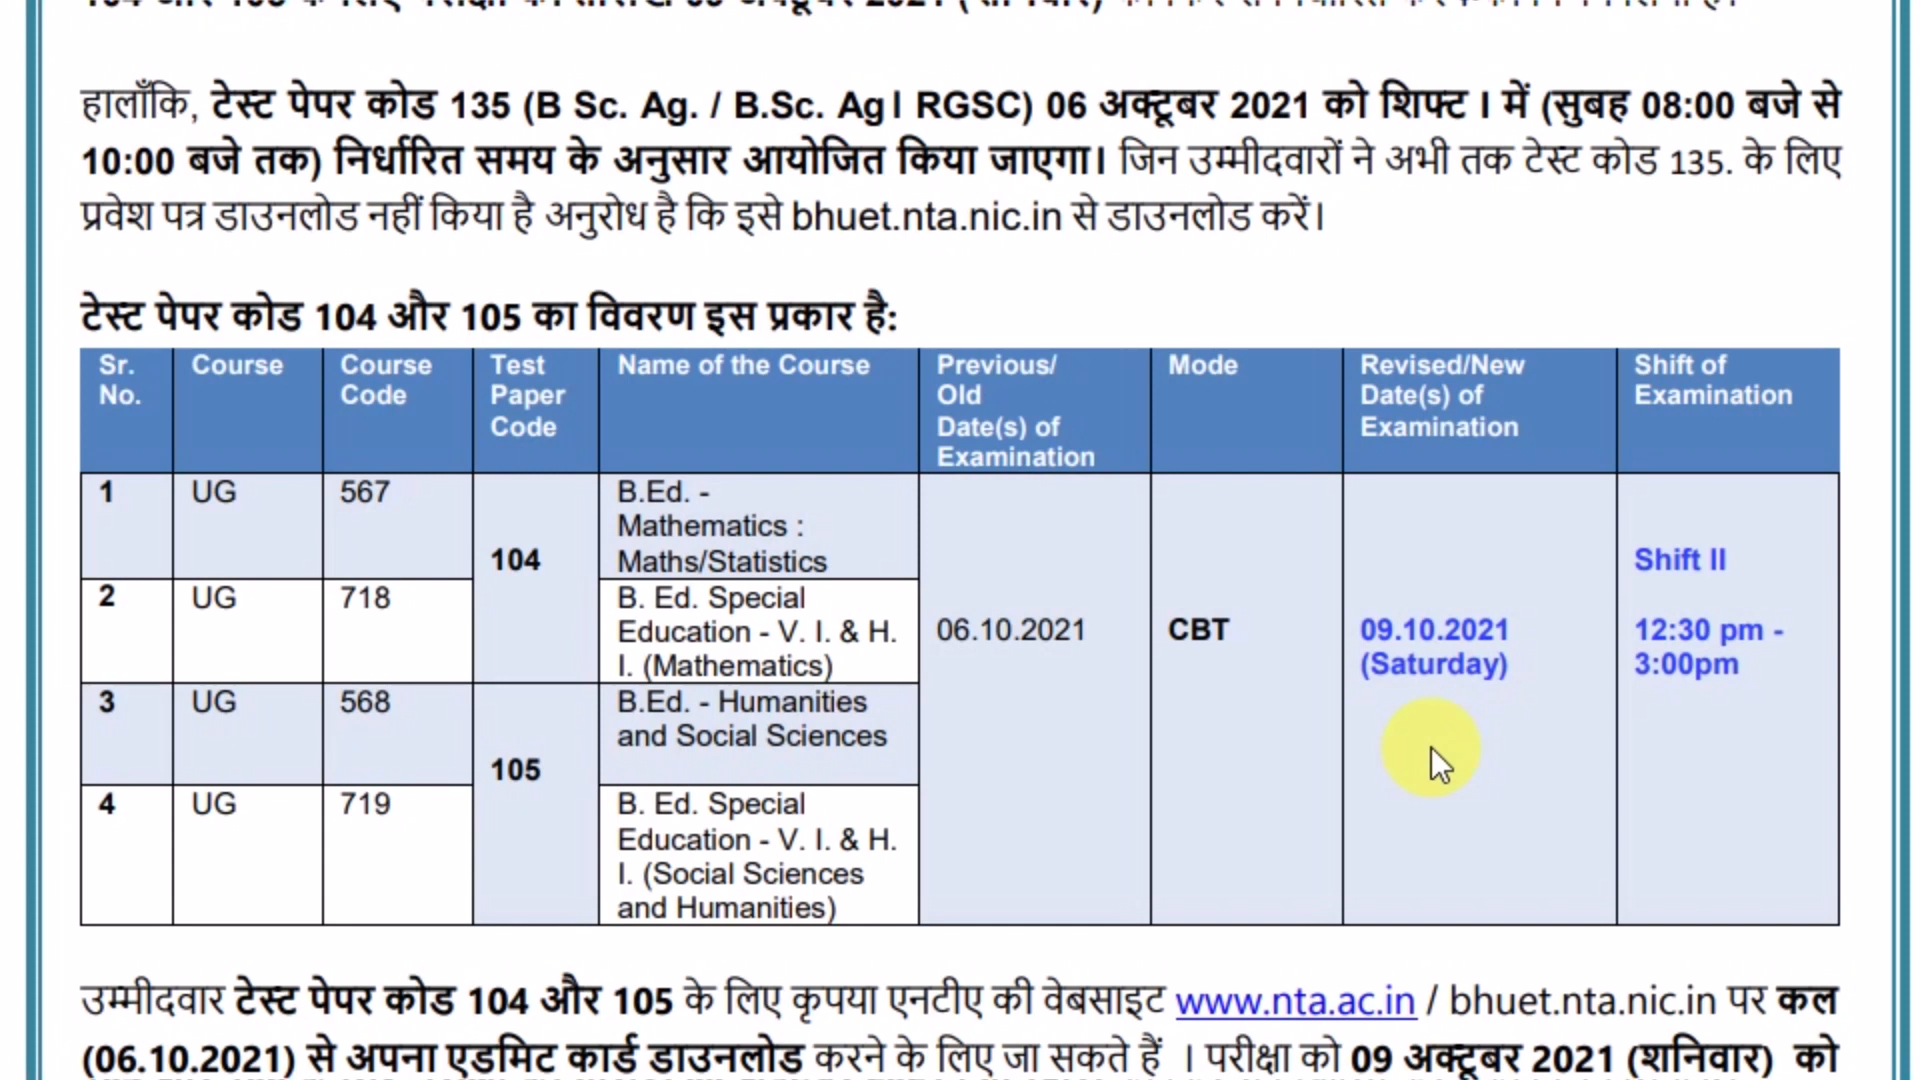 हालाँकि, टेस्ट पेपर कोड 135 (B Sc. Ag. / B.Sc. Ag। RGSC) 06 अक्टूबर 2021 को शिफ्ट I में (सुबह 08:00 बजे से
10:00 बजे तक) निर्धारित समय के अनुसार आयोजित किया जाएगा। जिन उम्मीदवारों ने अभी तक टेस्ट कोड 135. के लिए
प्रवेश पत्र डाउनलोड नहीं किया है अनुरोध है कि इसे bhuet.nta.nic.in से डाउनलोड करें।
टेस्ट पेपर कोड 104 और 105 का विवरण इस प्रकार है:
Sr. No. Course Course Code Test Paper Code Name of the Course Previous/ Old Date(s) of Examination Mode Revised/New Date(s) of Examination Shift of Examination
1 UG 567 104 B.Ed. - Mathematics : Maths/Statistics 06.10.2021 CBT 09.10.2021 (Saturday) Shift II 12:30 pm - 3:00pm
2 UG 718 B. Ed. Special Education - V. I. & H. I. (Mathematics)
3 UG 568 105 B.Ed. - Humanities and Social Sciences
4 UG 719 B. Ed. Special Education - V. I. & H. I. (Social Sciences and Humanities)
उम्मीदवार टेस्ट पेपर कोड 104 और 105 के लिए कृपया एनटीए की वेबसाइट www.nta.ac.in / bhuet.nta.nic.in पर कल
(06.10.2021) से अपना एडमिट कार्ड डाउनलोड करने के लिए जा सकते हैं । परीक्षा को 09 अक्टूबर 2021 (शनिवार) को